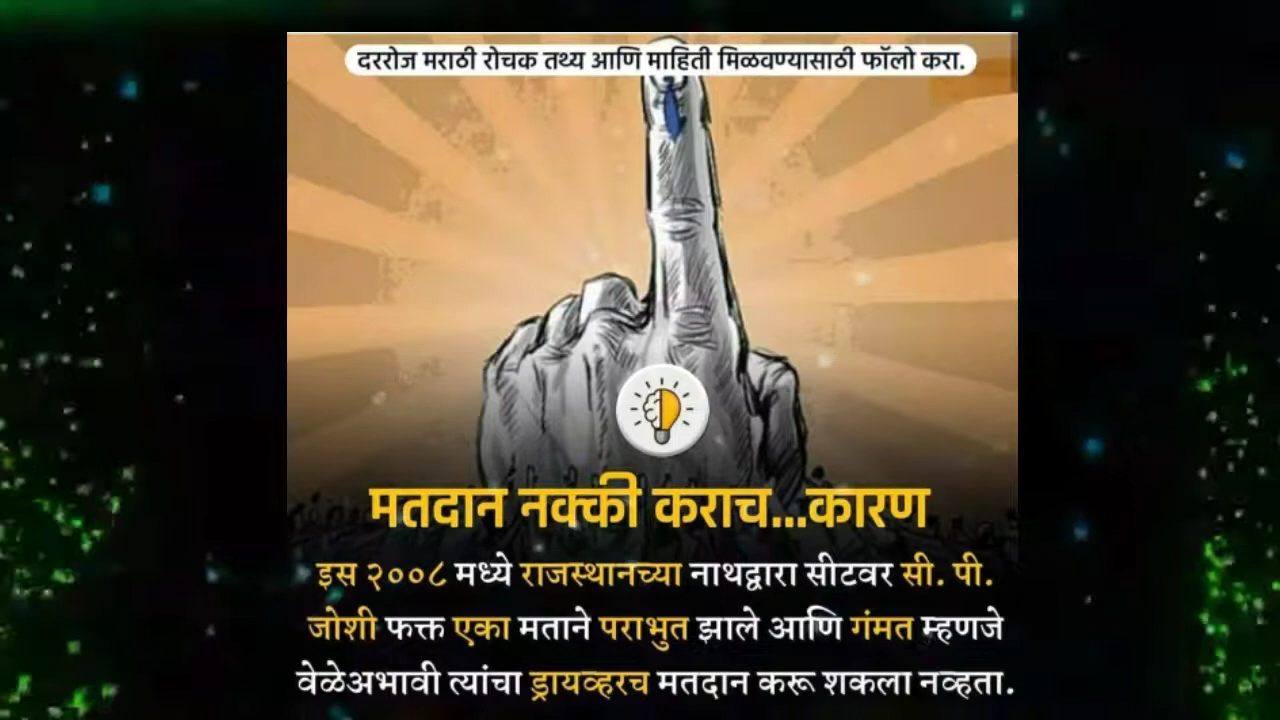 दररोज मराठी रोचक तथ्य आणि माहिती मिळवण्यासाठी फॉलो करा.
मतदान नक्की कराच...कारण
इस २००८ मध्ये राजस्थानच्या नाथद्वारा सीटवर सी. पी.
जोशी फक्त एका मताने पराभुत झाले आणि गंमत म्हणजे
वेळेअभावी त्यांचा ड्रायव्हरच मतदान करू शकला नव्हता.